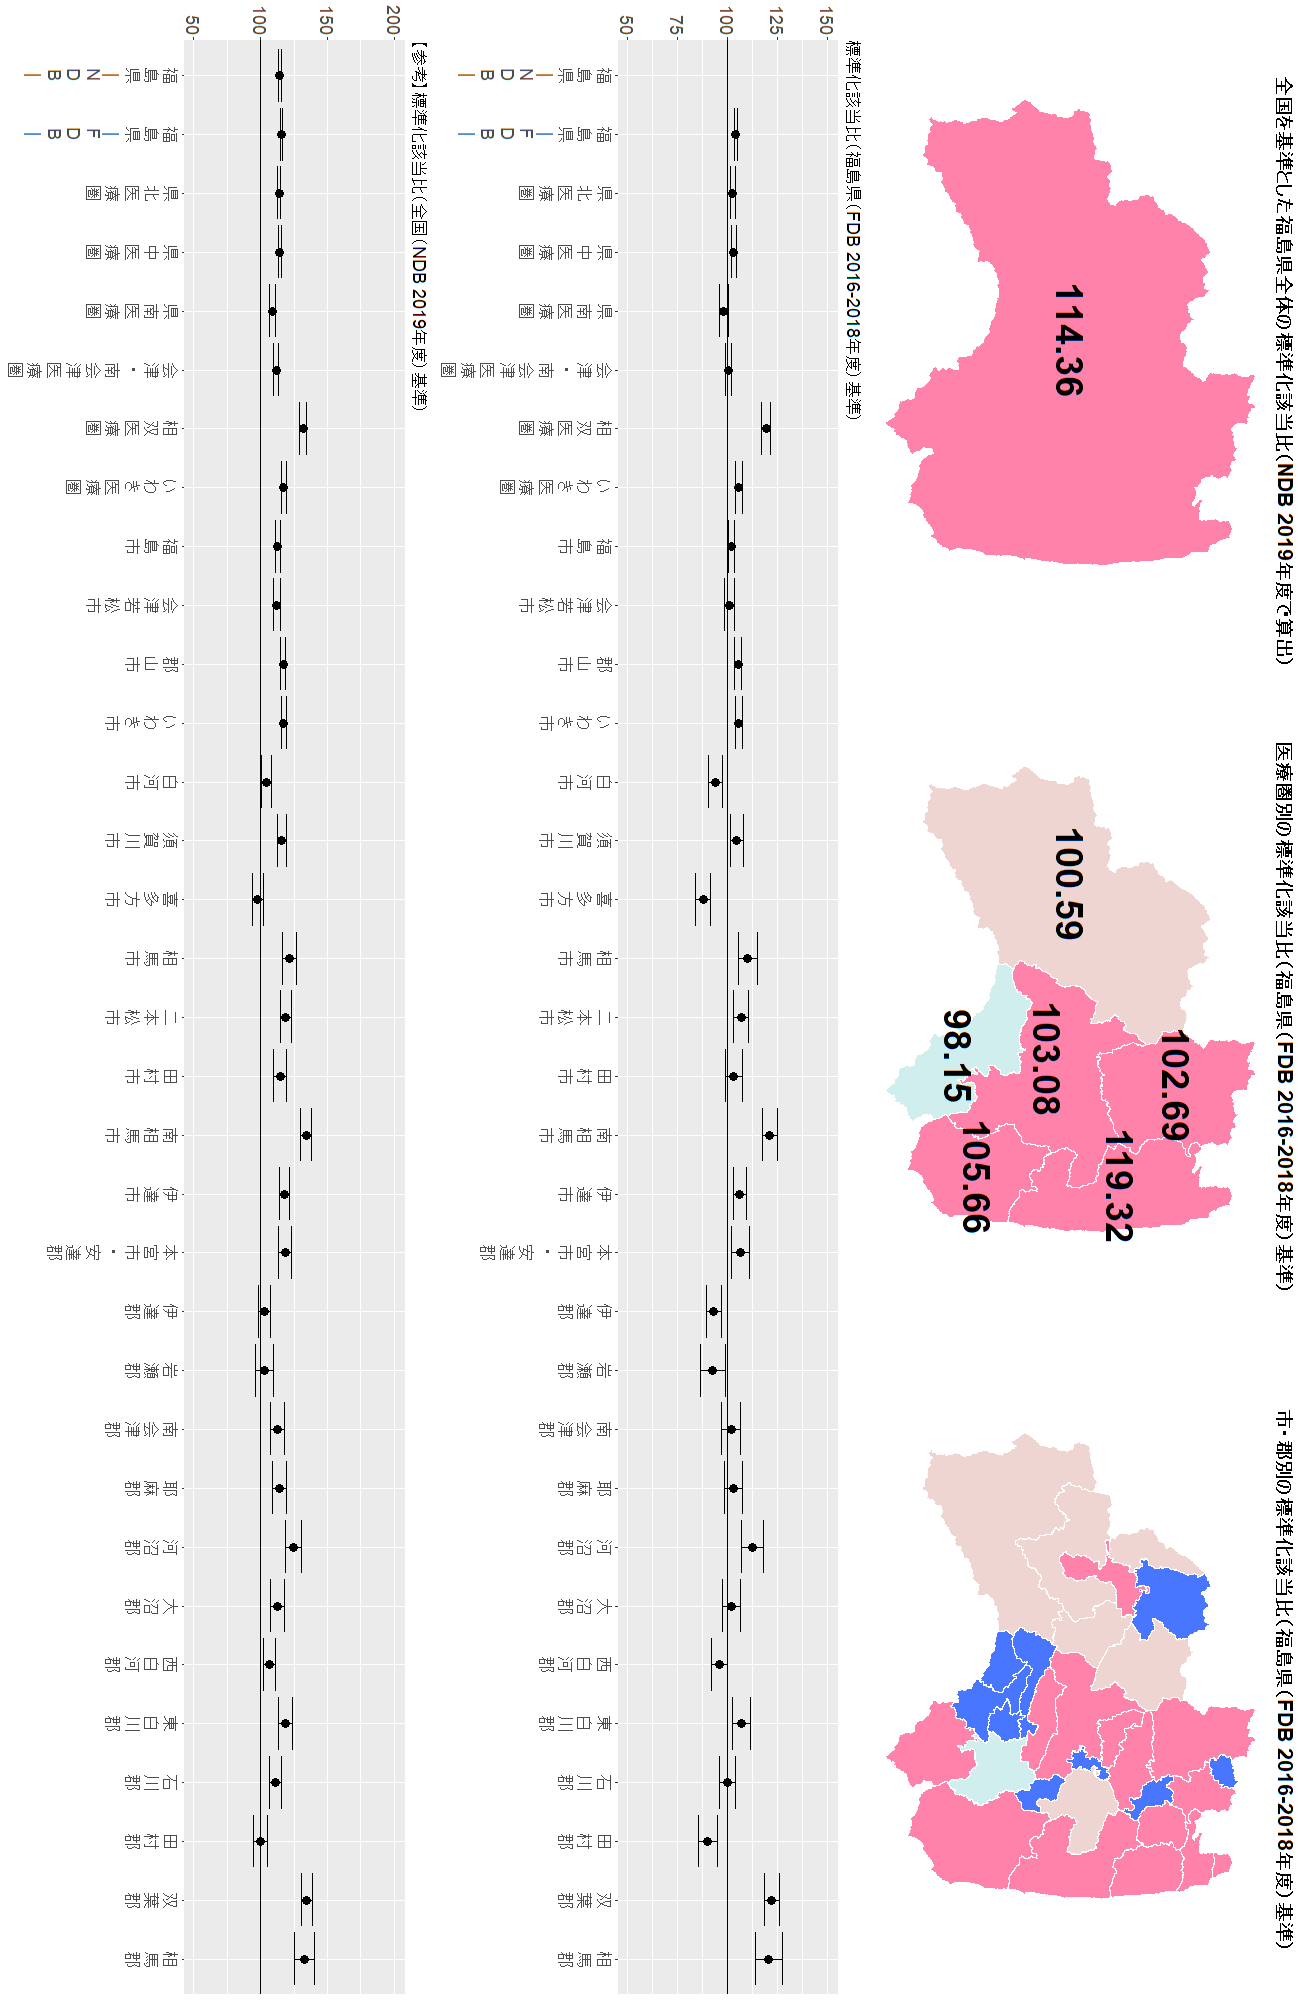 全国を基準とした福島県全体の標準化該当比(NDB 2019年度で算出)
医療圏別の標準化該当比(福島県(FDB 2016-2018年度)基準)
市・郡別の標準化該当比(福島県(FDB 2016-2018年度)基準)
114.36
100.59
102.69
103.08
98.15
119.32
105.66
標準化該当比(福島県(FDB 2016-2018年度)基準)
150
125
100
75
50
福島県—NDB—
福島県—FDB—
県北医療圏
県中医療圏
県南医療圏
会津・南会津医療圏
相双医療圏
いわき医療圏
福島市
会津若松市
郡山市
いわき市
白河市
須賀川市
喜多方市
相馬市
二本松市
田村市
南相馬市
伊達市
本宮市・安達郡
伊達郡
岩瀬郡
南会津郡
耶麻郡
河沼郡
大沼郡
西白河郡
東白川郡
石川郡
田村郡
双葉郡
相馬郡
【参考】標準化該当比(全国(NDB 2019年度)基準)
200
150
100
50
福島県—NDB—
福島県—FDB—
県北医療圏
県中医療圏
県南医療圏
会津・南会津医療圏
相双医療圏
いわき医療圏
福島市
会津若松市
郡山市
いわき市
白河市
須賀川市
喜多方市
相馬市
二本松市
田村市
南相馬市
伊達市
本宮市・安達郡
伊達郡
岩瀬郡
南会津郡
耶麻郡
河沼郡
大沼郡
西白河郡
東白川郡
石川郡
田村郡
双葉郡
相馬郡